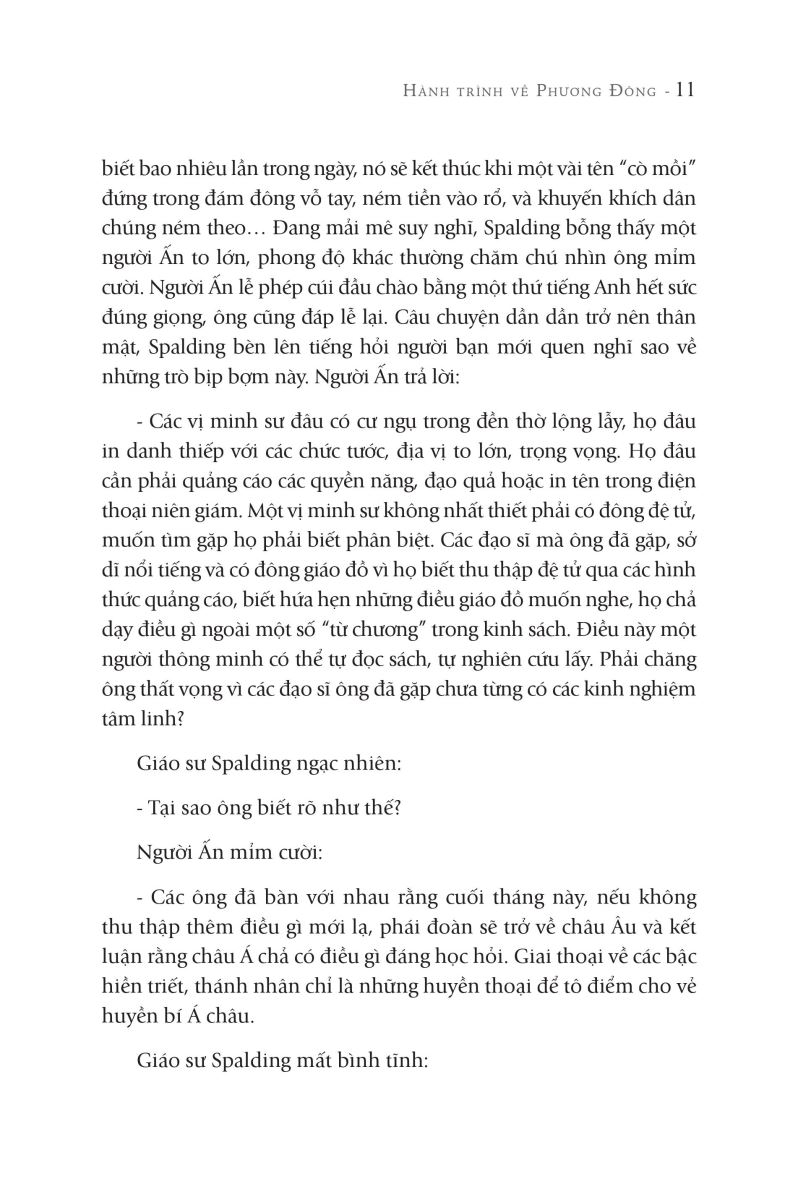 HÀNH TRÌNH VỀ PHƯƠNG ĐÔNG - 11
biết bao nhiêu lần trong ngày, nó sẽ kết thúc khi một vài tên “cò mồi”
đứng trong đám đông vỗ tay, ném tiền vào rổ, và khuyến khích dân
chúng ném theo… Đang mải mê suy nghĩ, Spalding bỗng thấy một
người Ấn to lớn, phong độ khác thường chăm chú nhìn ông mỉm
cười. Người Ấn lễ phép cúi đầu chào bằng một thứ tiếng Anh hết sức
đúng giọng, ông cũng đáp lễ lại. Câu chuyện dần dần trở nên thân
mật, Spalding bèn lên tiếng hỏi người bạn mới quen nghĩ sao về
những trò bịp bợm này. Người Ấn trả lời:
- Các vị minh sư đâu có cư ngụ trong đền thờ lộng lẫy, họ đâu
in danh thiếp với các chức tước, địa vị to lớn, trọng vọng. Họ đâu
cần phải quảng cáo các quyền năng, đạo quả hoặc in tên trong điện
thoại niên giám. Một vị minh sư không nhất thiết phải có đông đệ tử,
muốn tìm gặp họ phải biết phân biệt. Các đạo sĩ mà ông đã gặp, sở
dĩ nổi tiếng và có đông giáo đồ vì họ biết thu thập đệ tử qua các hình
thức quảng cáo, biết hứa hẹn những điều giáo đồ muốn nghe, họ chả
dạy điều gì ngoài một số “từ chương” trong kinh sách. Điều này một
người thông minh có thể tự đọc sách, tự nghiên cứu lấy. Phải chăng
ông thất vọng vì các đạo sĩ ông đã gặp chưa từng có các kinh nghiệm
tâm linh?
Giáo sư Spalding ngạc nhiên:
- Tại sao ông biết rõ như thế?
Người Ấn mỉm cười:
- Các ông đã bàn với nhau rằng cuối tháng này, nếu không
thu thập thêm điều gì mới lạ, phái đoàn sẽ trở về châu Âu và kết
luận rằng châu Á chả có điều gì đáng học hỏi. Giai thoại về các bậc
hiền triết, thánh nhân chỉ là những huyền thoại để tô điểm cho vẻ
huyền bí Á châu.
Giáo sư Spalding mất bình tĩnh: